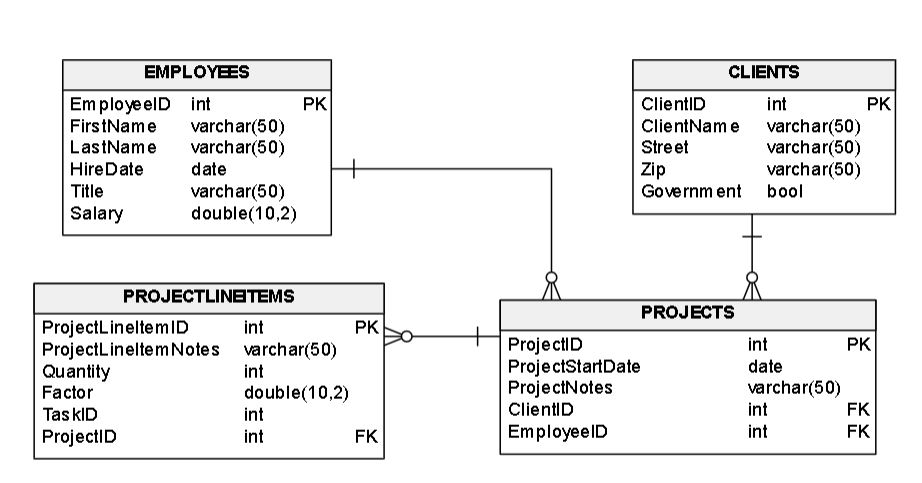 EMPLOYEES
EmployeeID int PK
FirstName varchar(50)
LastName varchar(50)
HireDate date
Title varchar(50)
Salary double(10,2)
CLIENTS
ClientID int PK
ClientName varchar(50)
Street varchar(50)
Zip varchar(50)
Government bool
PROJECTLINEITEMS
ProjectLineItemID int PK
ProjectLineItemNotes varchar(50)
Quantity int
Factor double(10,2)
TaskID int
ProjectID int FK
PROJECTS
ProjectID int PK
ProjectStartDate date
ProjectNotes varchar(50)
ClientID int FK
EmployeeID int FK